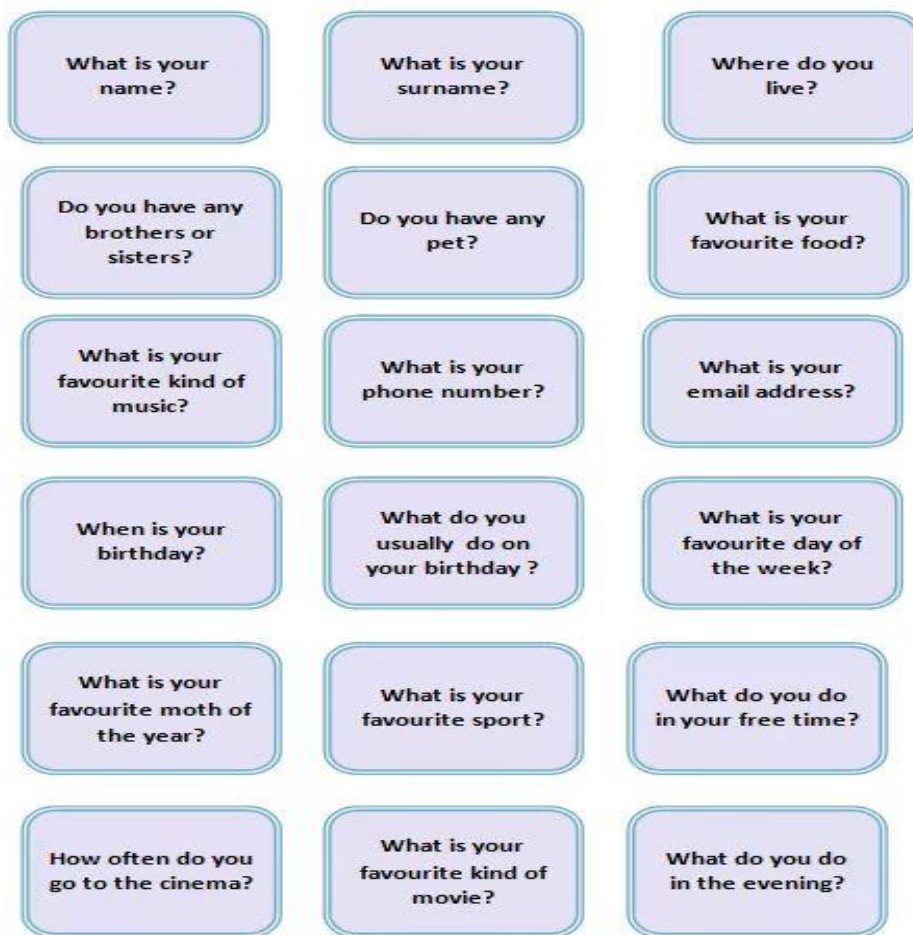 What is your
name?
What is your
surname?
Where do you
live?
Do you have any
brothers or
sisters?
Do you have any
pet?
What is your
favourite food?
What is your
favourite kind of
music?
What is your
phone number?
What is your
email address?
When is your
birthday?
What do you
usually do on
your birthday ?
What is your
favourite day of
the week?
What is your
favourite moth of
the year?
What is your
favourite sport?
What do you do
in your free time?
How often do you
go to the cinema?
What is your
favourite kind of
movie?
What do you do
in the evening?